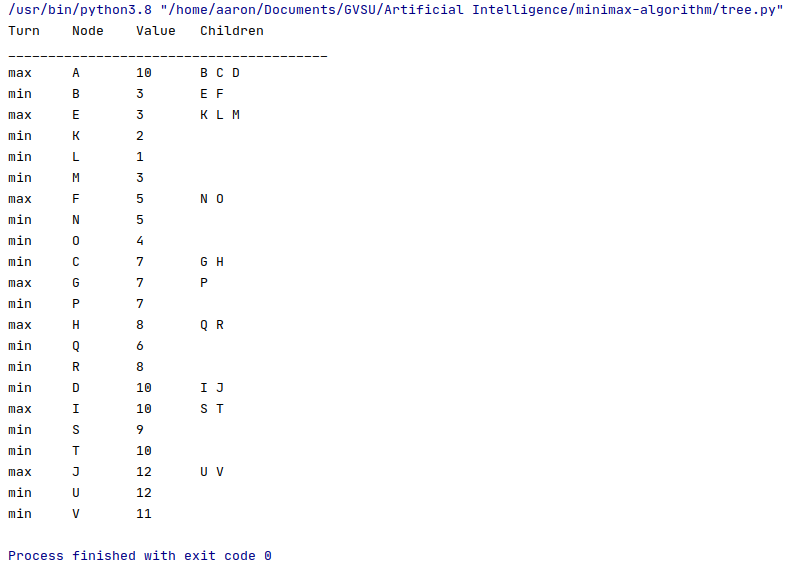 /usr/bin/python3.8 "/home/aaron/Documents/GVSU/Artificial Intelligence/minimax-algorithm/tree.py"
Turn    Node    Value   Children
________________________________________
max     A       10      B C D
min     B       3       E F
max     E       3       K L M
min     K       2
min     L       1
min     M       3
max     F       5       N O
min     N       5
min     O       4
min     C       7       G H
max     G       7       P
min     P       7
max     H       8       Q R
min     Q       6
min     R       8
min     D       10      I J
max     I       10      S T
min     S       9
min     T       10
max     J       12      U V
min     U       12
min     V       11
Process finished with exit code 0